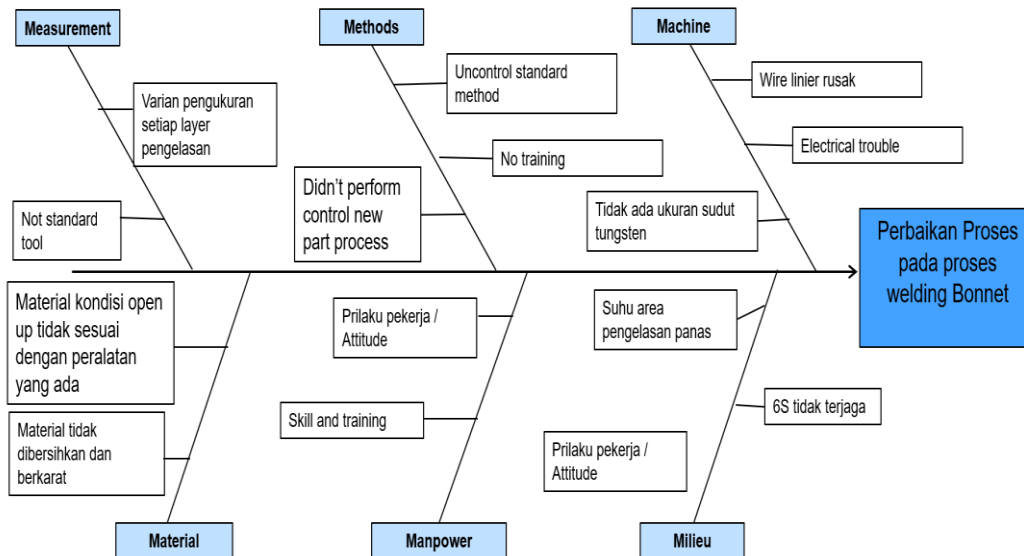 Measurement
Methods
Machine
Varian pengukuran
setiap layer
pengelasan
Not standard
tool
Uncontrol standard
method
No training
Didn't perform
control new
part process
Wire linier rusak
Electrical trouble
Tidak ada ukuran sudut
tungsten
Perbaikan Proses
pada proses
welding Bonnet
Material kondisi open
up tidak sesuai
dengan peralatan
yang ada
Material tidak
dibersihkan dan
berkarat
Prilaku pekerja /
Attitude
Skill and training
Suhu area
pengelasan panas
6S tidak terjaga
Prilaku pekerja /
Attitude
Material
Manpower
Milieu